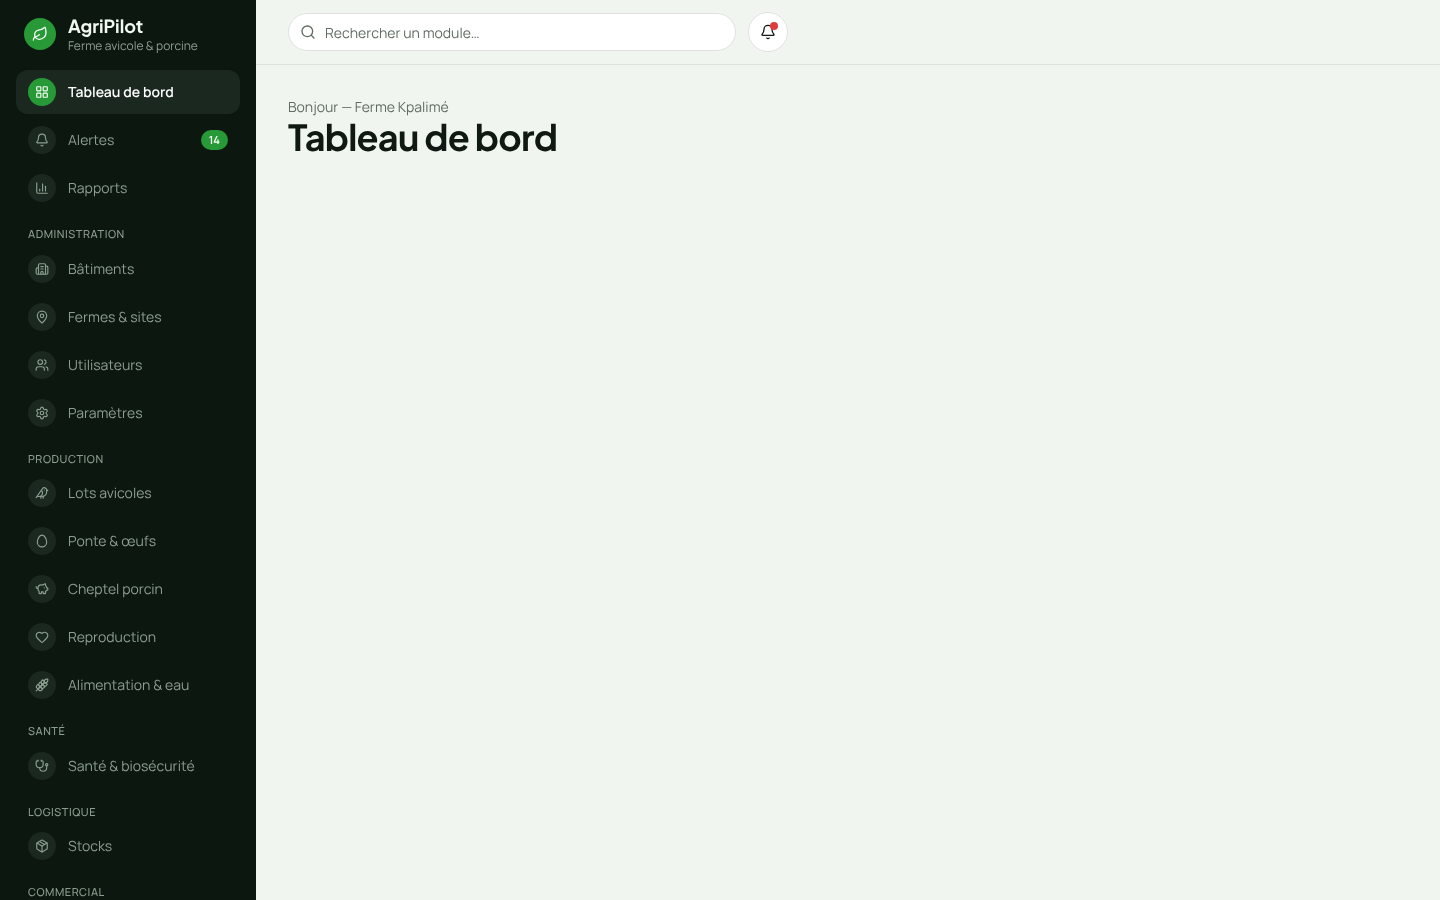 AgriPilot
Ferme avicole & porcine
Tableau de bord
Alertes
14
Rapports
ADMINISTRATION
Bâtiments
Fermes & sites
Utilisateurs
Paramètres
PRODUCTION
Lots avicoles
Ponte & œufs
Cheptel porcin
Reproduction
Alimentation & eau
SANTÉ
Santé & biosécurité
LOGISTIQUE
Stocks
COMMERCIAL
Rechercher un module...
Bonjour — Ferme Kpalimé
Tableau de bord